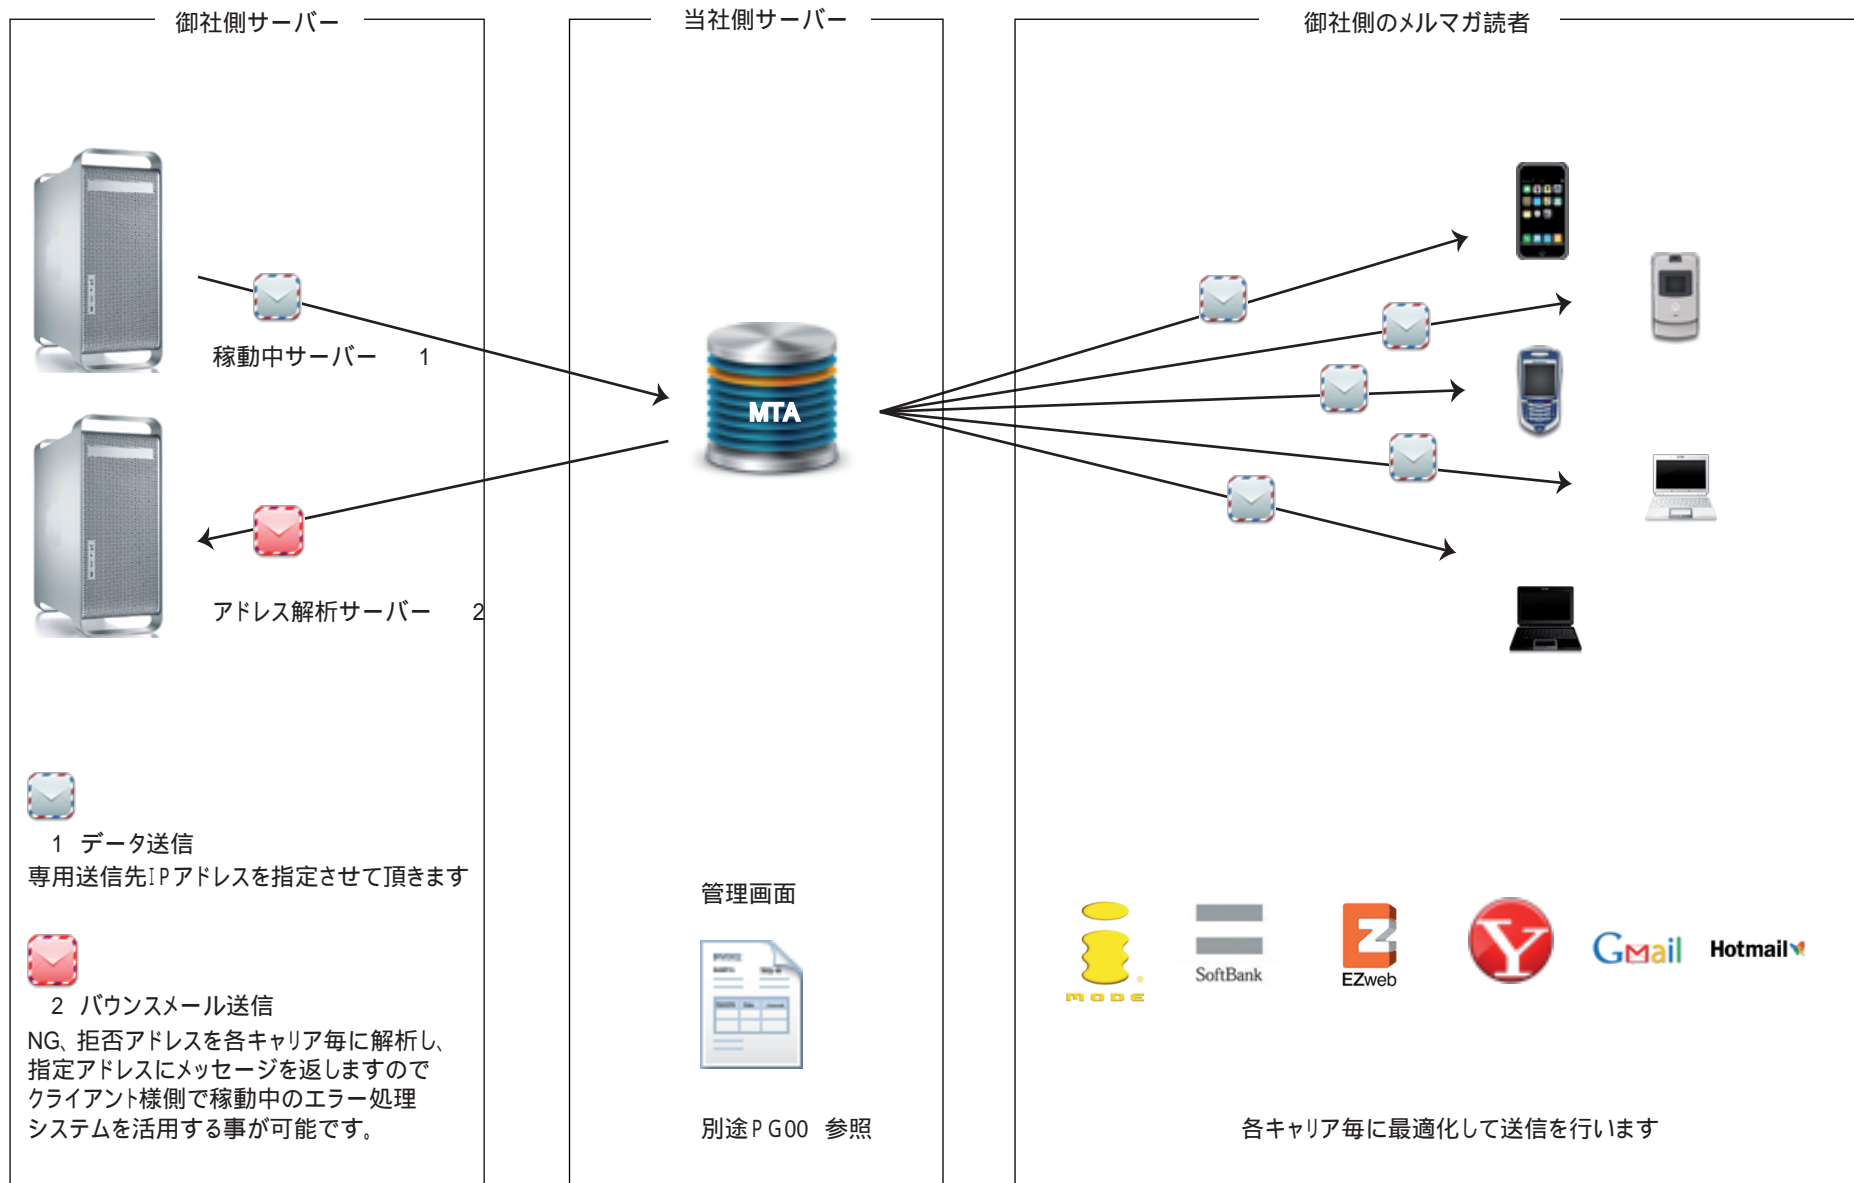 御社側サーバー
当社側サーバー
御社側のメルマガ読者
稼動中サーバー 1
MTA
アドレス解析サーバー 2
1 データ送信
専用送信先IPアドレスを指定させて頂きます
2 バウンスメール送信
NG、拒否アドレスを各キャリア毎に解析し、
指定アドレスにメッセージを返しますので
クライアント様側で稼動中のエラー処理
システムを活用する事が可能です。
管理画面
INVOICE
別途PG00 参照
MODE
SoftBank
EZweb
Y
Gmail
Hotmail
各キャリア毎に最適化して送信を行います